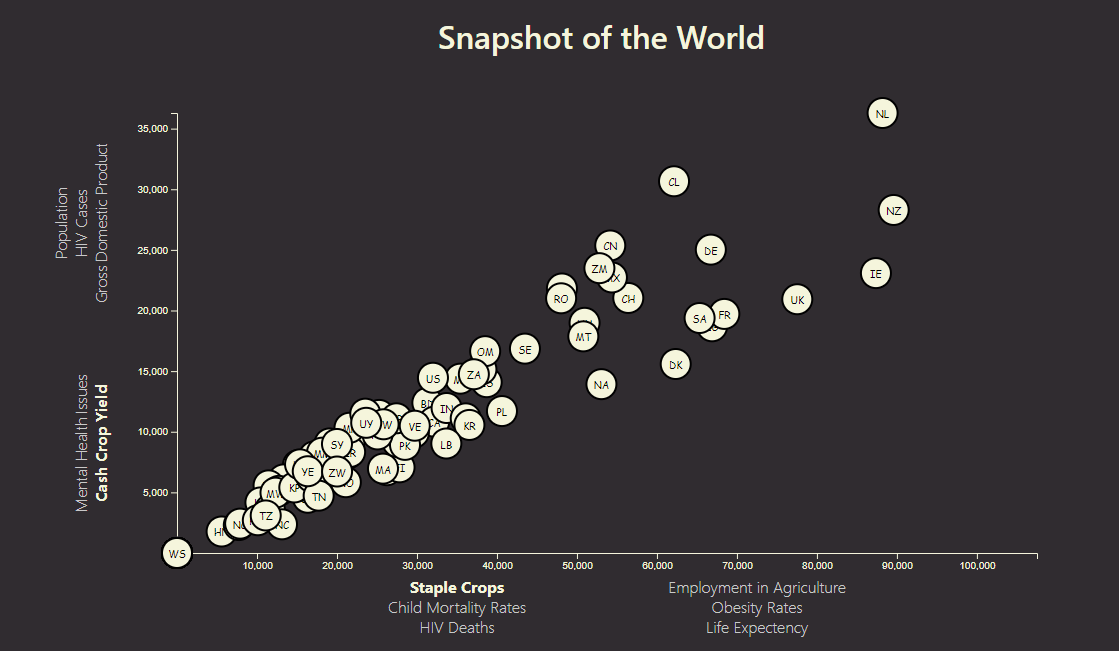 Snapshot of the World
35,000
30,000
25,000
20,000
15,000
10,000
5,000
Population
HIV Cases
Gross Domestic Product
Mental Health Issues
Cash Crop Yield
NL
CL
NZ
CN
DE
ZM
IE
RO
CH
UK
SA
FR
MT
SE
OM
DK
US
ZA
NA
IN
PL
UY
VE
KR
SY
PK
LB
YE
ZW
MA
TN
TZ
WS
10,000
20,000
30,000
40,000
50,000
60,000
70,000
80,000
90,000
100,000
Staple Crops
Child Mortality Rates
HIV Deaths
Employment in Agriculture
Obesity Rates
Life Expectency